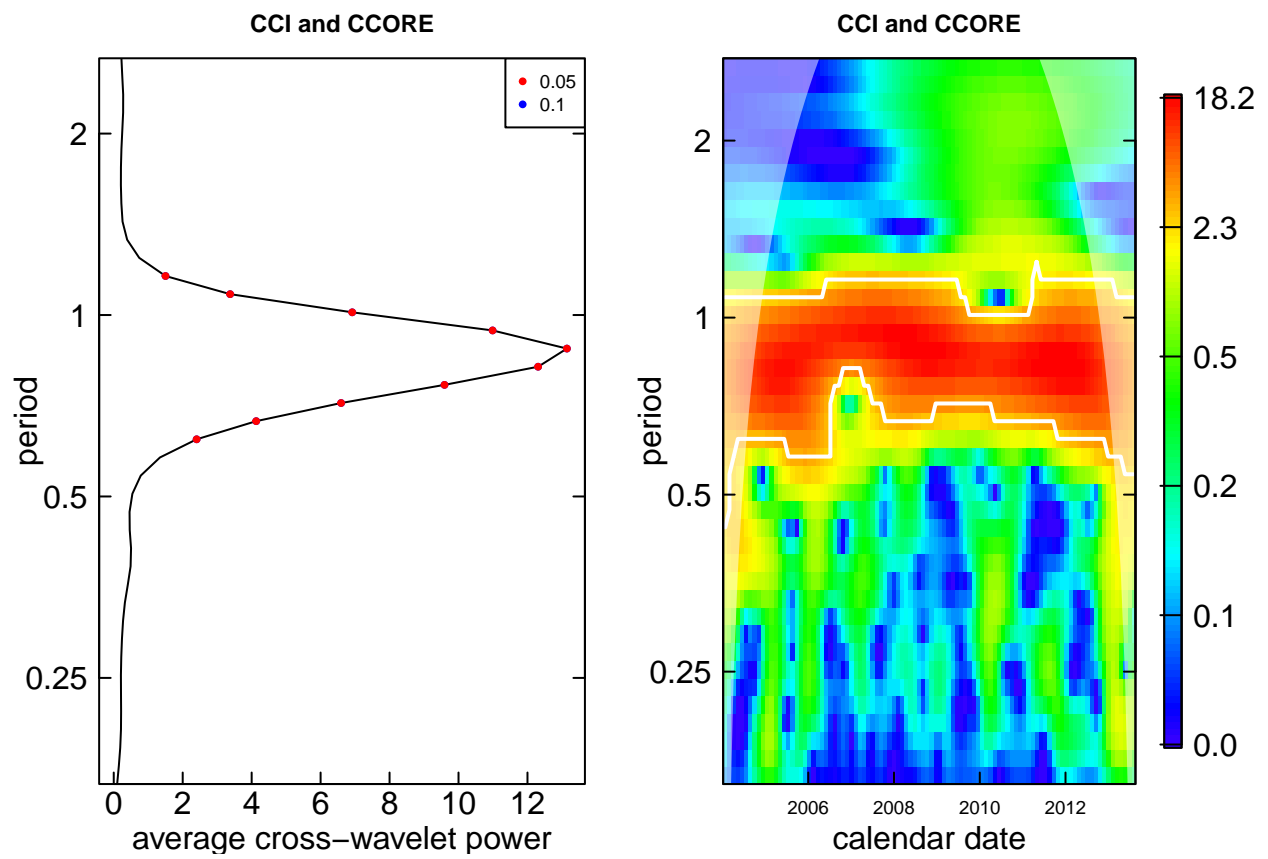 CCI and CCORE
0.05
0.1
2
1
0.5
0.25
period
0 2 4 6 8 10 12
average cross−wavelet power
CCI and CCORE
2
1
0.5
0.25
period
2006 2008 2010 2012
calendar date
18.2
2.3
0.5
0.2
0.1
0.0